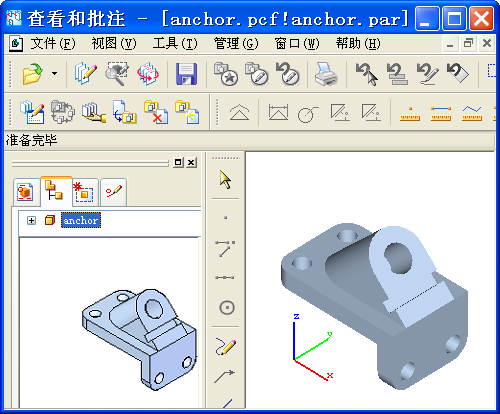 查看和批注 - [anchor.pcf!anchor.par]
文件(F) 视图(V) 工具(T) 管理(G) 窗口(W) 帮助(H)
准备完毕
anchor
z
y
x